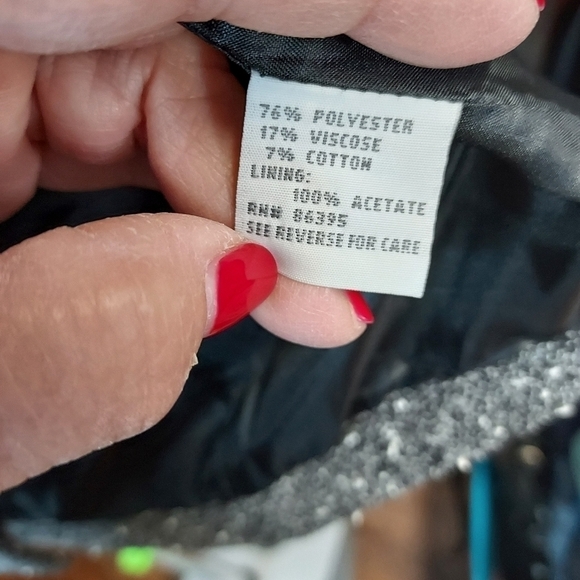 76% POLYESTER
17% VISCOSE
7% COTTON
LINING:
100% ACETATE
RN# 86395
SEE REVERSE FOR CARE